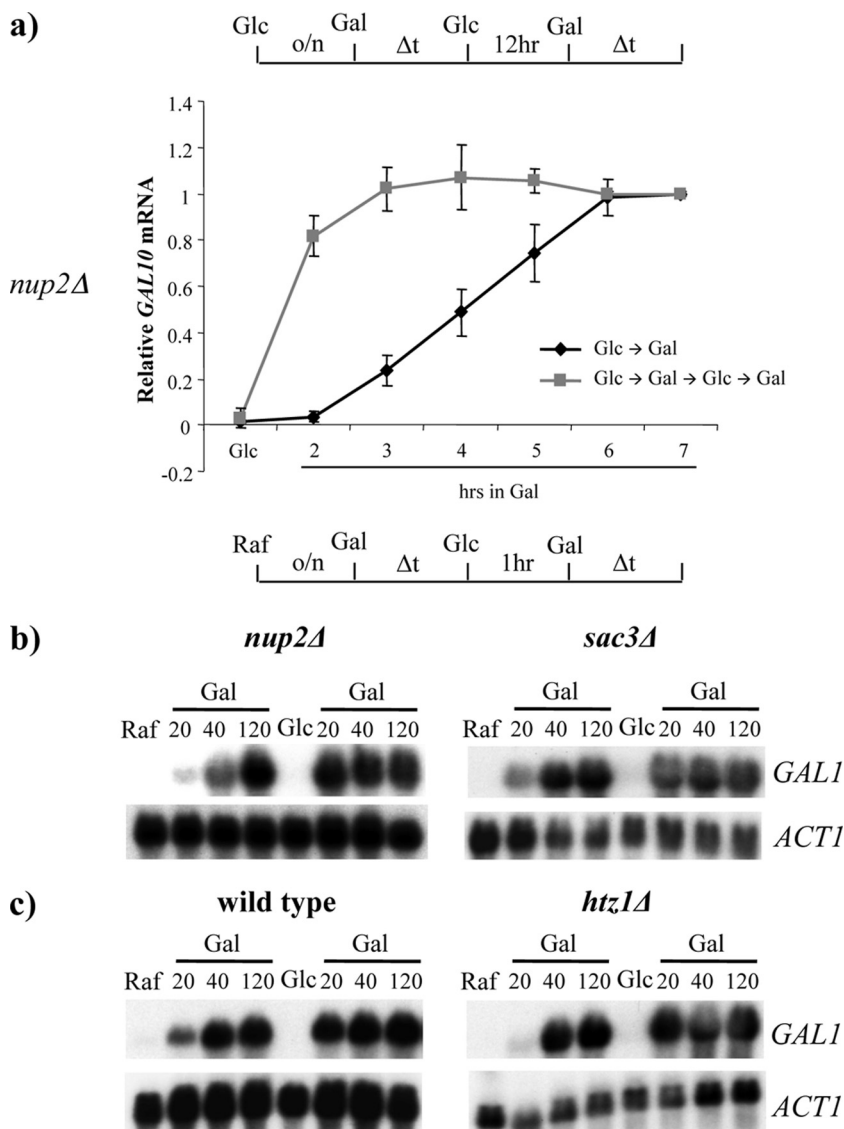 a)
Glc Gal Glc Gal
o/n Δt 12hr Δt
1.4
1.2
1
0.8
0.6
0.4
0.2
0
-0.2
Relative GAL10 mRNA
nup2Δ
Glc → Gal
Glc → Gal → Glc → Gal
Glc 2 3 4 5 6 7
hrs in Gal
Raf Gal Glc Gal
o/n Δt 1hr Δt
b)
nup2Δ sac3Δ
Gal Gal Gal Gal
Raf 20 40 120 Glc 20 40 120 Raf 20 40 120 Glc 20 40 120
GAL1
ACT1
c)
wild type htz1Δ
Gal Gal Gal Gal
Raf 20 40 120 Glc 20 40 120 Raf 20 40 120 Glc 20 40 120
GAL1
ACT1